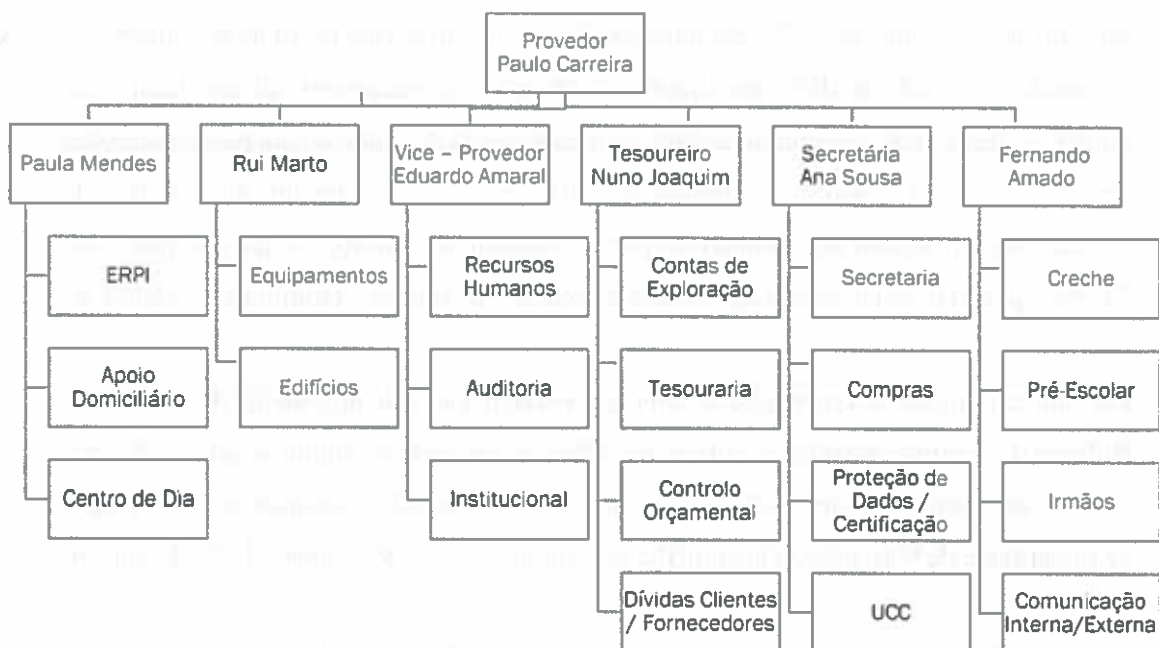 Provedor
Paulo Carreira
Paula Mendes
Rui Marto
Vice – Provedor
Eduardo Amaral
Tesoureiro
Nuno Joaquim
Secretária
Ana Sousa
Fernando
Amado
ERPI
Apoio
Domiciliário
Centro de Dia
Equipamentos
Edifícios
Recursos
Humanos
Auditoria
Institucional
Contas de
Exploração
Tesouraria
Controlo
Orçamental
Dívidas Clientes
/ Fornecedores
Secretaria
Compras
Proteção de
Dados /
Certificação
UCC
Creche
Pré-Escolar
Irmãos
Comunicação
Interna/Externa